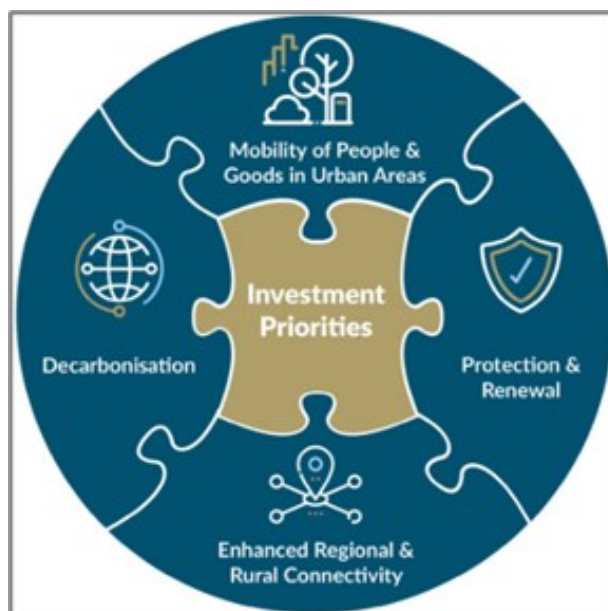 Mobility of People &
Goods in Urban Areas
Investment
Priorities
Decarbonisation
Protection &
Renewal
Enhanced Regional &
Rural Connectivity